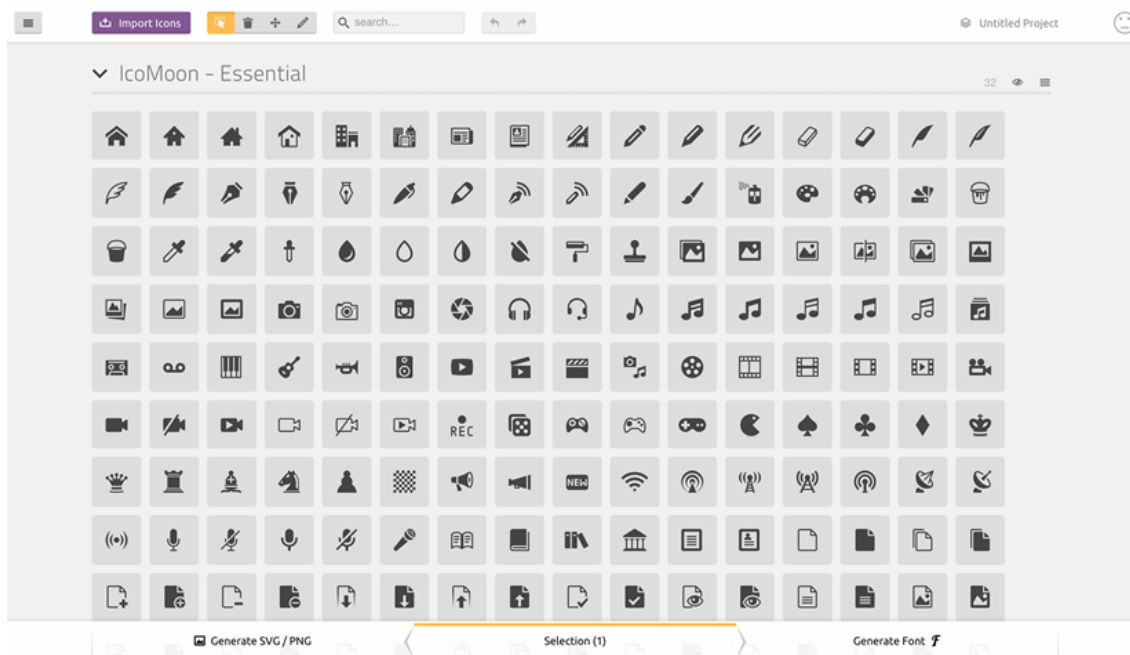 Import Icons
search...
Untitled Project
IcoMoon - Essential
32
REC
NEW
Generate SVG / PNG
Selection (1)
Generate Font